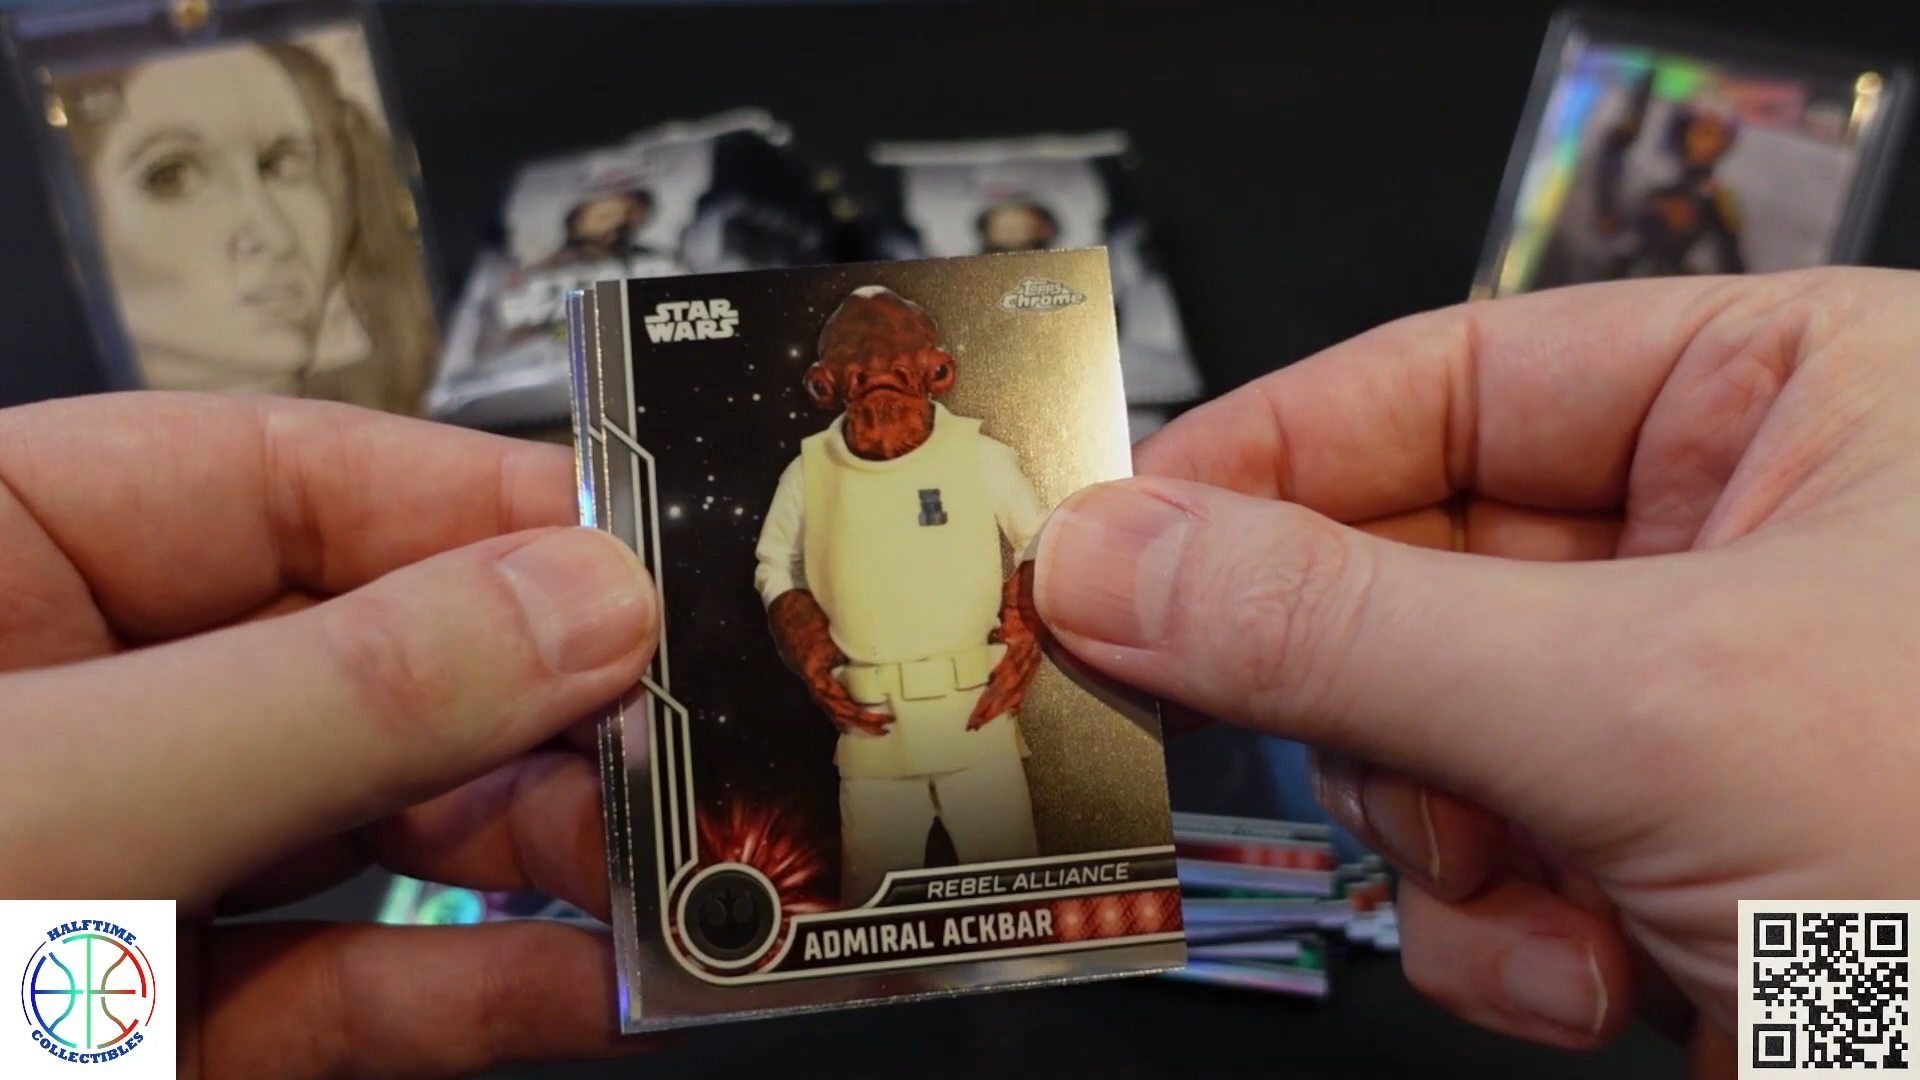 STAR
WARS
TOPPS
Chrome
REBEL ALLIANCE
ADMIRAL ACKBAR
HALFTIME
COLLECTIBLES